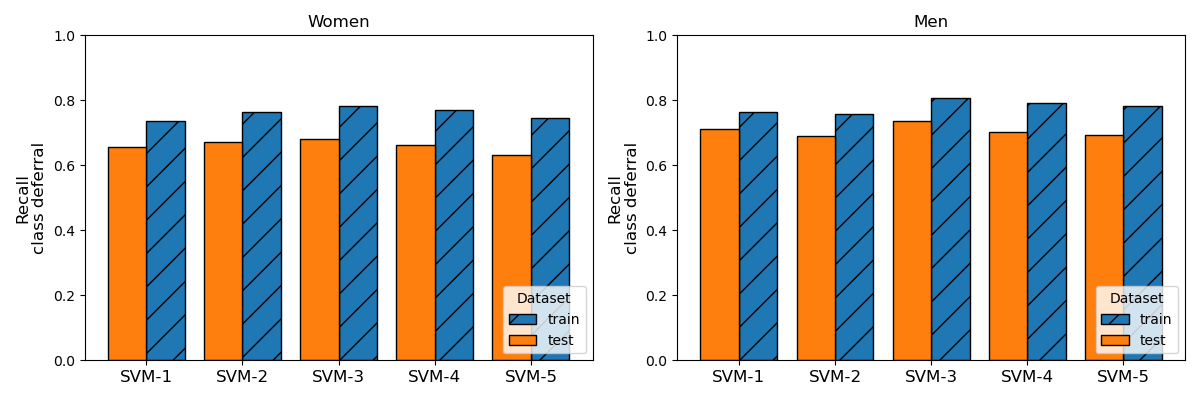 Women
1.0
0.8
0.6
0.4
0.2
0.0
Recall
class deferral
SVM-1 SVM-2 SVM-3 SVM-4 SVM-5
Dataset
train
test
Men
1.0
0.8
0.6
0.4
0.2
0.0
Recall
class deferral
SVM-1 SVM-2 SVM-3 SVM-4 SVM-5
Dataset
train
test